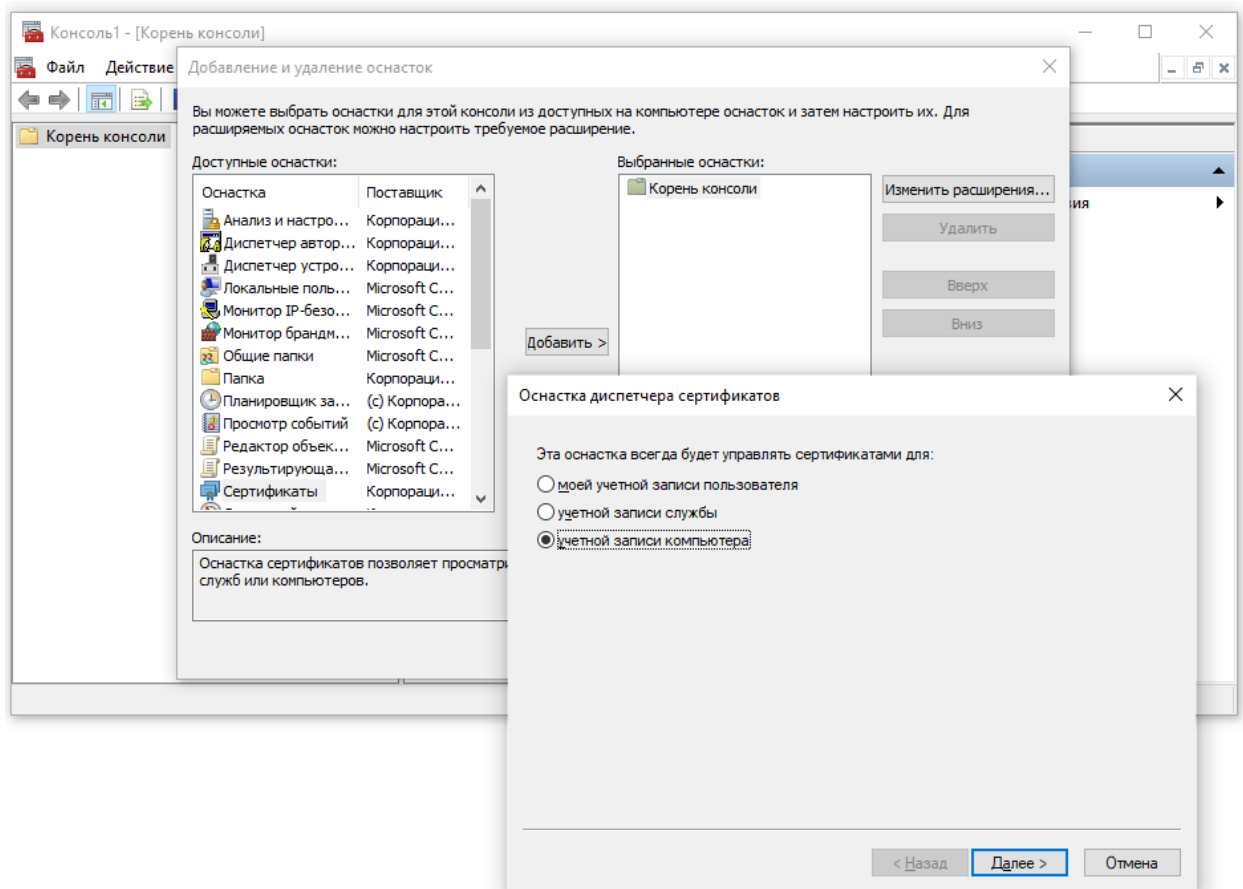 Консоль1 - [Корень консоли]
Файл Действие
Добавление и удаление оснасток
Корень консоли
Вы можете выбрать оснастки для этой консоли из доступных на компьютере оснасток и затем настроить их. Для
расширяемых оснасток можно настроить требуемое расширение.
Доступные оснастки:
Оснастка Поставщик
Анализ и настро... Корпораци...
Диспетчер автор... Корпораци...
Диспетчер устро... Корпораци...
Локальные поль... Microsoft C...
Монитор IP-безо... Microsoft C...
Монитор брандм... Microsoft C...
Общие папки Microsoft C...
Папка Корпораци...
Планировщик за... (c) Корпора...
Просмотр событий (c) Корпора...
Редактор объек... Microsoft C...
Результирующа... Microsoft C...
Сертификаты Корпораци...
Добавить >
Выбранные оснастки:
Корень консоли
Изменить расширения...
Удалить
Вверх
Вниз
ия
Описание:
Оснастка сертификатов позволяет просматри
служб или компьютеров.
Оснастка диспетчера сертификатов
Эта оснастка всегда будет управлять сертификатами для:
моей учетной записи пользователя
учетной записи службы
учетной записи компьютера
< Назад
Далее >
Отмена